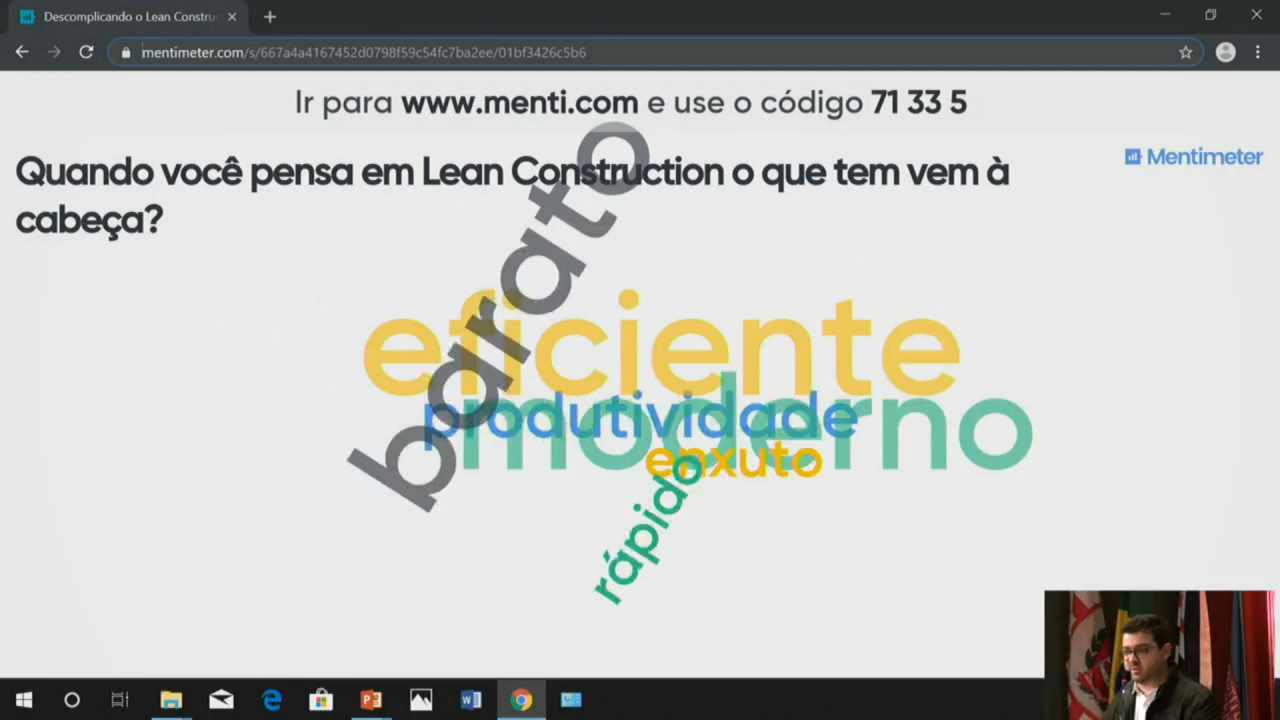 Descomplicando o Lean Constru
mentimeter.com/s/667a4a4167452d0798f59c54fc7ba2ee/01bf3426c5b6
Ir para www.menti.com e use o código 71 33 5
Mentimeter
Quando você pensa em Lean Construction o que tem vem à
cabeça?
barato
eficiente
produtividade
moderno
enxuto
rápido